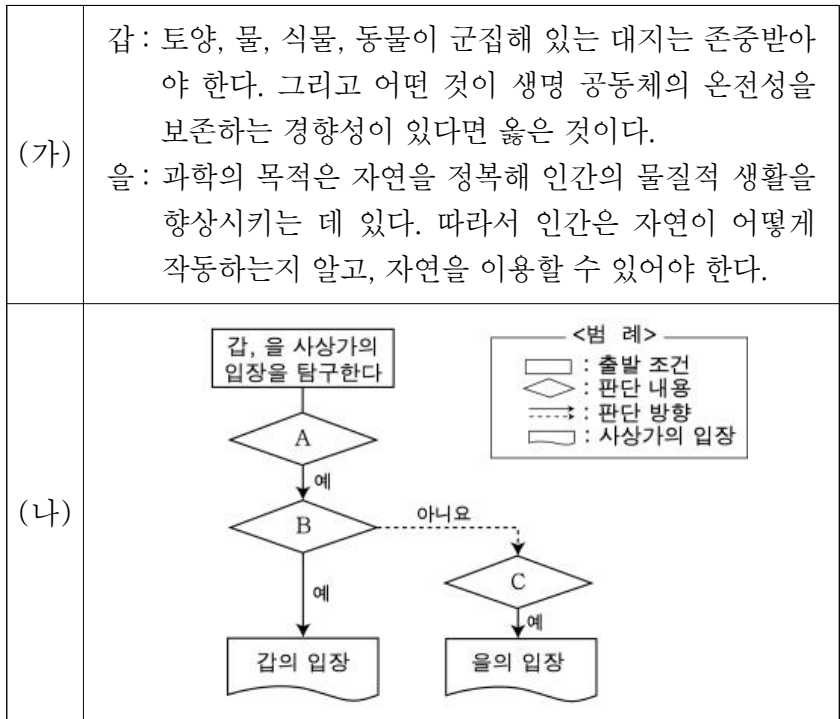 (가)
갑 : 토양, 물, 식물, 동물이 군집해 있는 대지는 존중받아
야 한다. 그리고 어떤 것이 생명 공동체의 온전성을
보존하는 경향성이 있다면 옳은 것이다.
을 : 과학의 목적은 자연을 정복해 인간의 물질적 생활을
향상시키는 데 있다. 따라서 인간은 자연이 어떻게
작동하는지 알고, 자연을 이용할 수 있어야 한다.
(나)
갑, 을 사상가의
입장을 탐구한다
<범 례>
: 출발 조건
: 판단 내용
: 판단 방향
: 사상가의 입장
A
예
B
아니요
예
C
예
갑의 입장
을의 입장